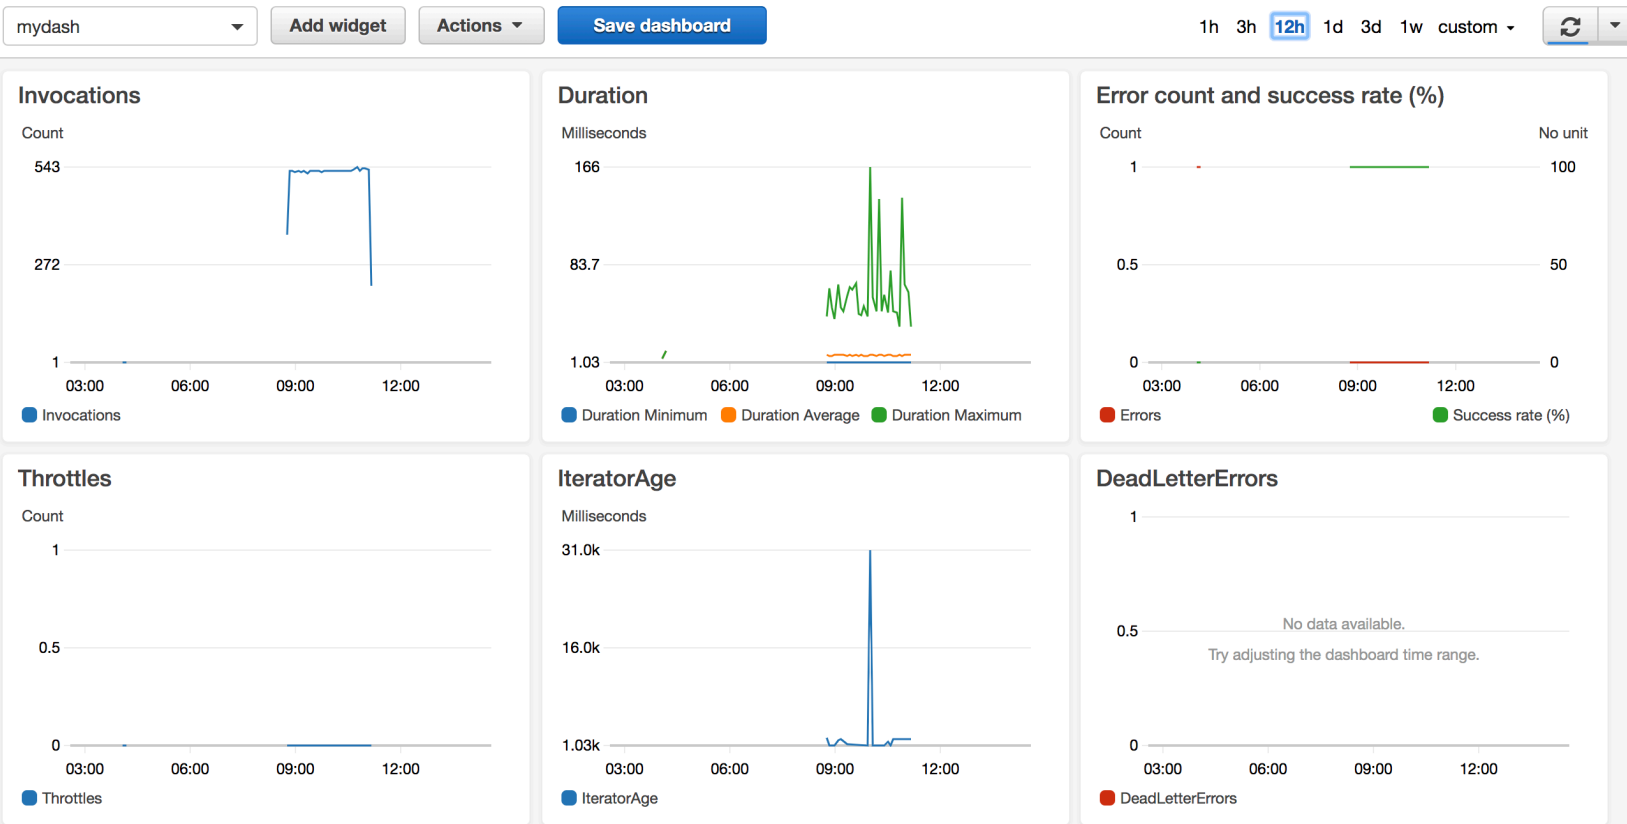 mydash Add widget Actions Save dashboard 1h 3h 12h 1d 3d 1w custom
Invocations
Count
543
272
1
03:00 06:00 09:00 12:00
Invocations
Duration
Milliseconds
166
83.7
1.03
03:00 06:00 09:00 12:00
Duration Minimum Duration Average Duration Maximum
Error count and success rate (%)
Count No unit
1 100
0.5 50
0 0
03:00 06:00 09:00 12:00
Errors Success rate (%)
Throttles
Count
1
0.5
0
03:00 06:00 09:00 12:00
Throttles
IteratorAge
Milliseconds
31.0k
16.0k
1.03k
03:00 06:00 09:00 12:00
IteratorAge
DeadLetterErrors
1
No data available.
0.5
Try adjusting the dashboard time range.
0
03:00 06:00 09:00 12:00
DeadLetterErrors